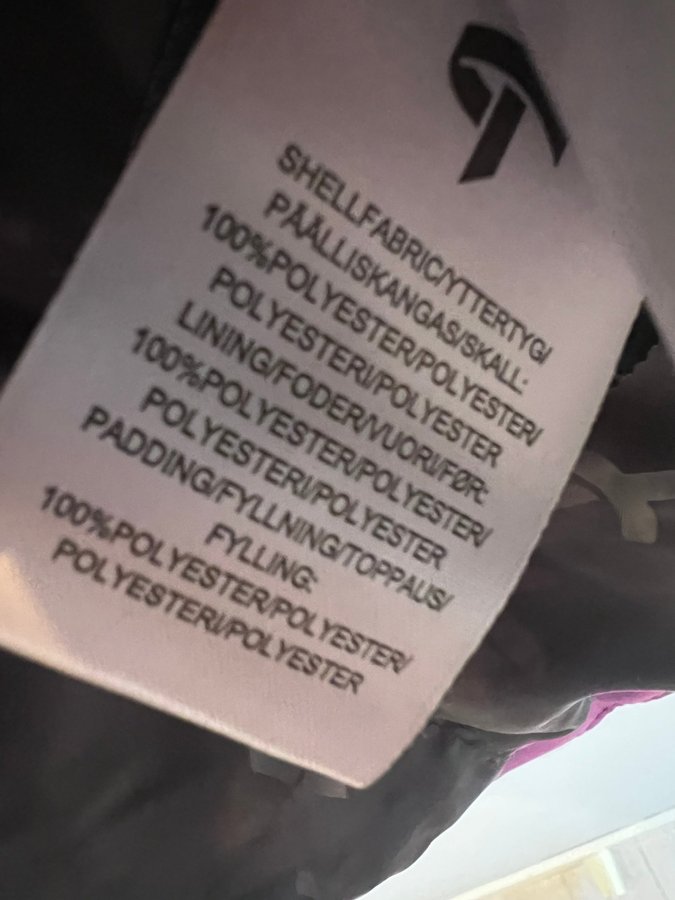 SHELLFABRIC/YTTERTYG/
PÄÄLLISKANGAS/SKALL:
100%POLYESTER/POLYESTER/
POLYESTERI/POLYESTER
LINING/FODER/VUORI/FØR:
100%POLYESTER/POLYESTER/
POLYESTERI/POLYESTER
PADDING/FYLLNING/TOPPAUS/
FYLLING:
100%POLYESTER/POLYESTER/
POLYESTERI/POLYESTER